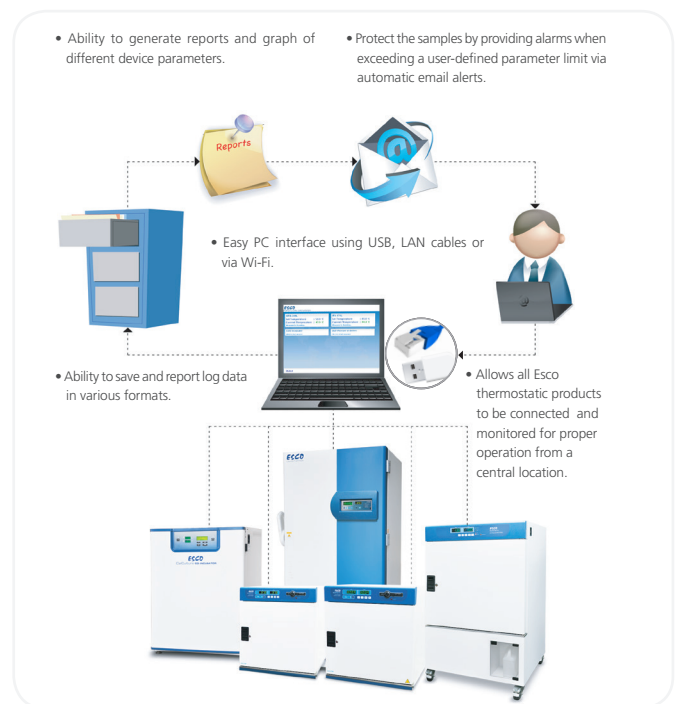 • Ability to generate reports and graph of
different device parameters.
• Protect the samples by providing alarms when
exceeding a user-defined parameter limit via
automatic email alerts.
Reports
@
• Easy PC interface using USB, LAN cables or
via Wi-Fi.
ESCO
• Ability to save and report log data
in various formats.
• Allows all Esco
thermostatic products
to be connected and
monitored for proper
operation from a
central location.
ESCO
ESCO